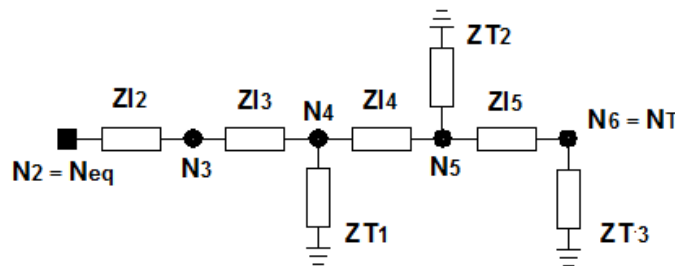 ZT2
Zl2
Zl3
N4
Zl4
Zl5
N6 = NT
N2 = Neq
N3
N5
ZT1
ZT3